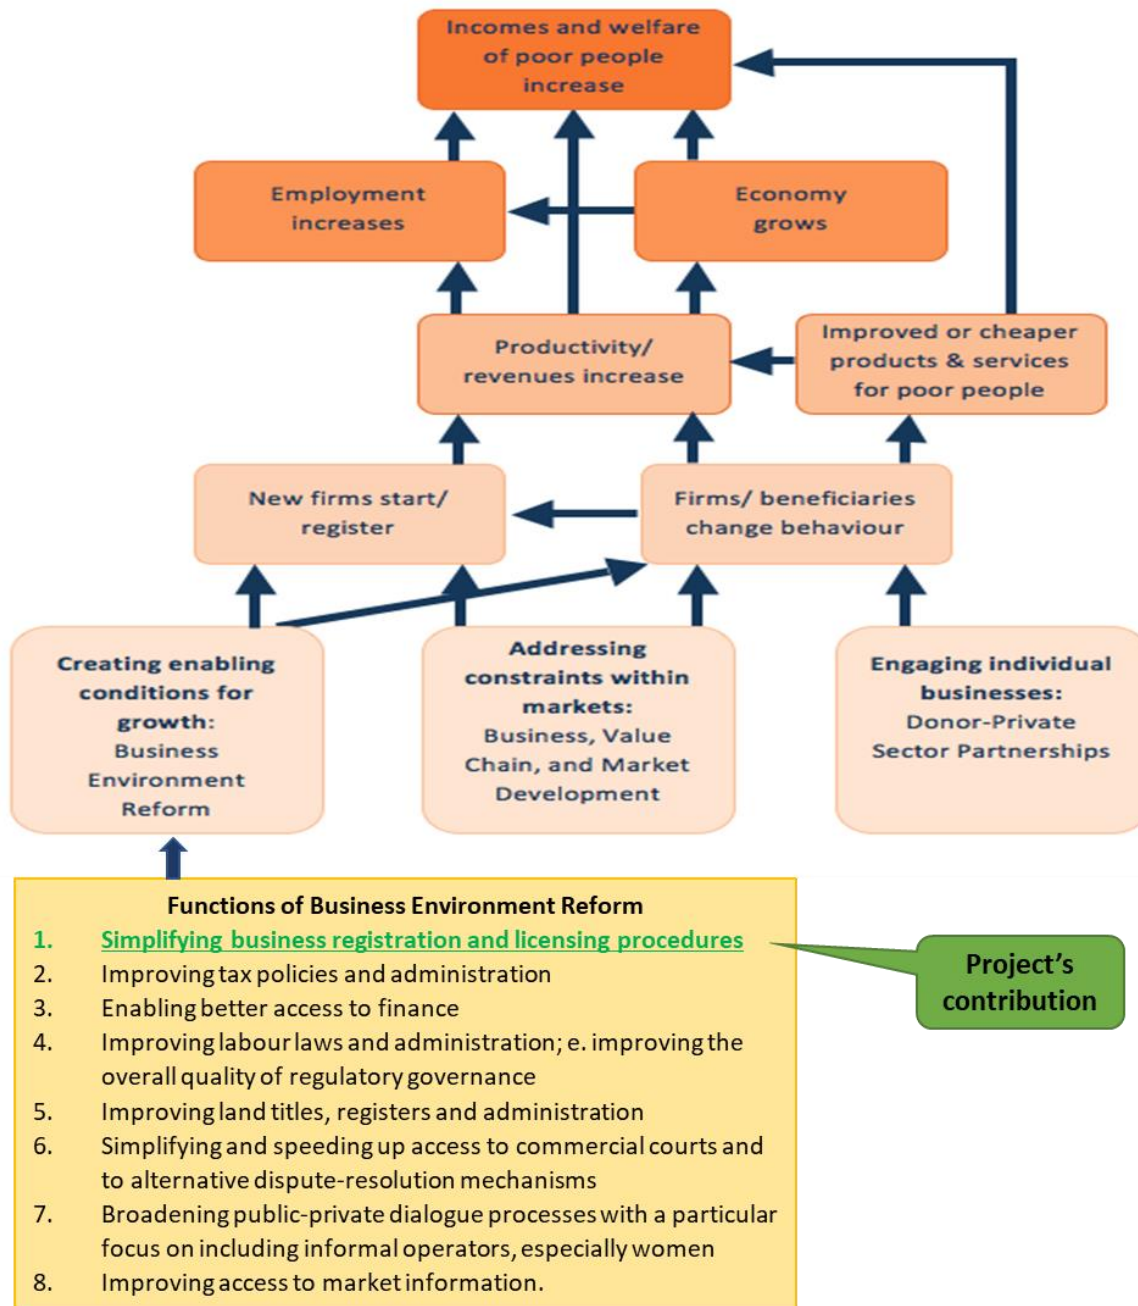 Incomes and welfare
of poor people
increase
Employment
increases
Economy
grows
Productivity/
revenues increase
Improved or cheaper
products & services
for poor people
New firms start/
register
Firms/ beneficiaries
change behaviour
Creating enabling
conditions for
growth:
Business
Environment
Reform
Addressing
constraints within
markets:
Business, Value
Chain, and Market
Development
Engaging individual
businesses:
Donor-Private
Sector Partnerships
Functions of Business Environment Reform
1. Simplifying business registration and licensing procedures
2. Improving tax policies and administration
3. Enabling better access to finance
4. Improving labour laws and administration; e. improving the
overall quality of regulatory governance
5. Improving land titles, registers and administration
6. Simplifying and speeding up access to commercial courts and
to alternative dispute-resolution mechanisms
7. Broadening public-private dialogue processes with a particular
focus on including informal operators, especially women
8. Improving access to market information.
Project's
contribution